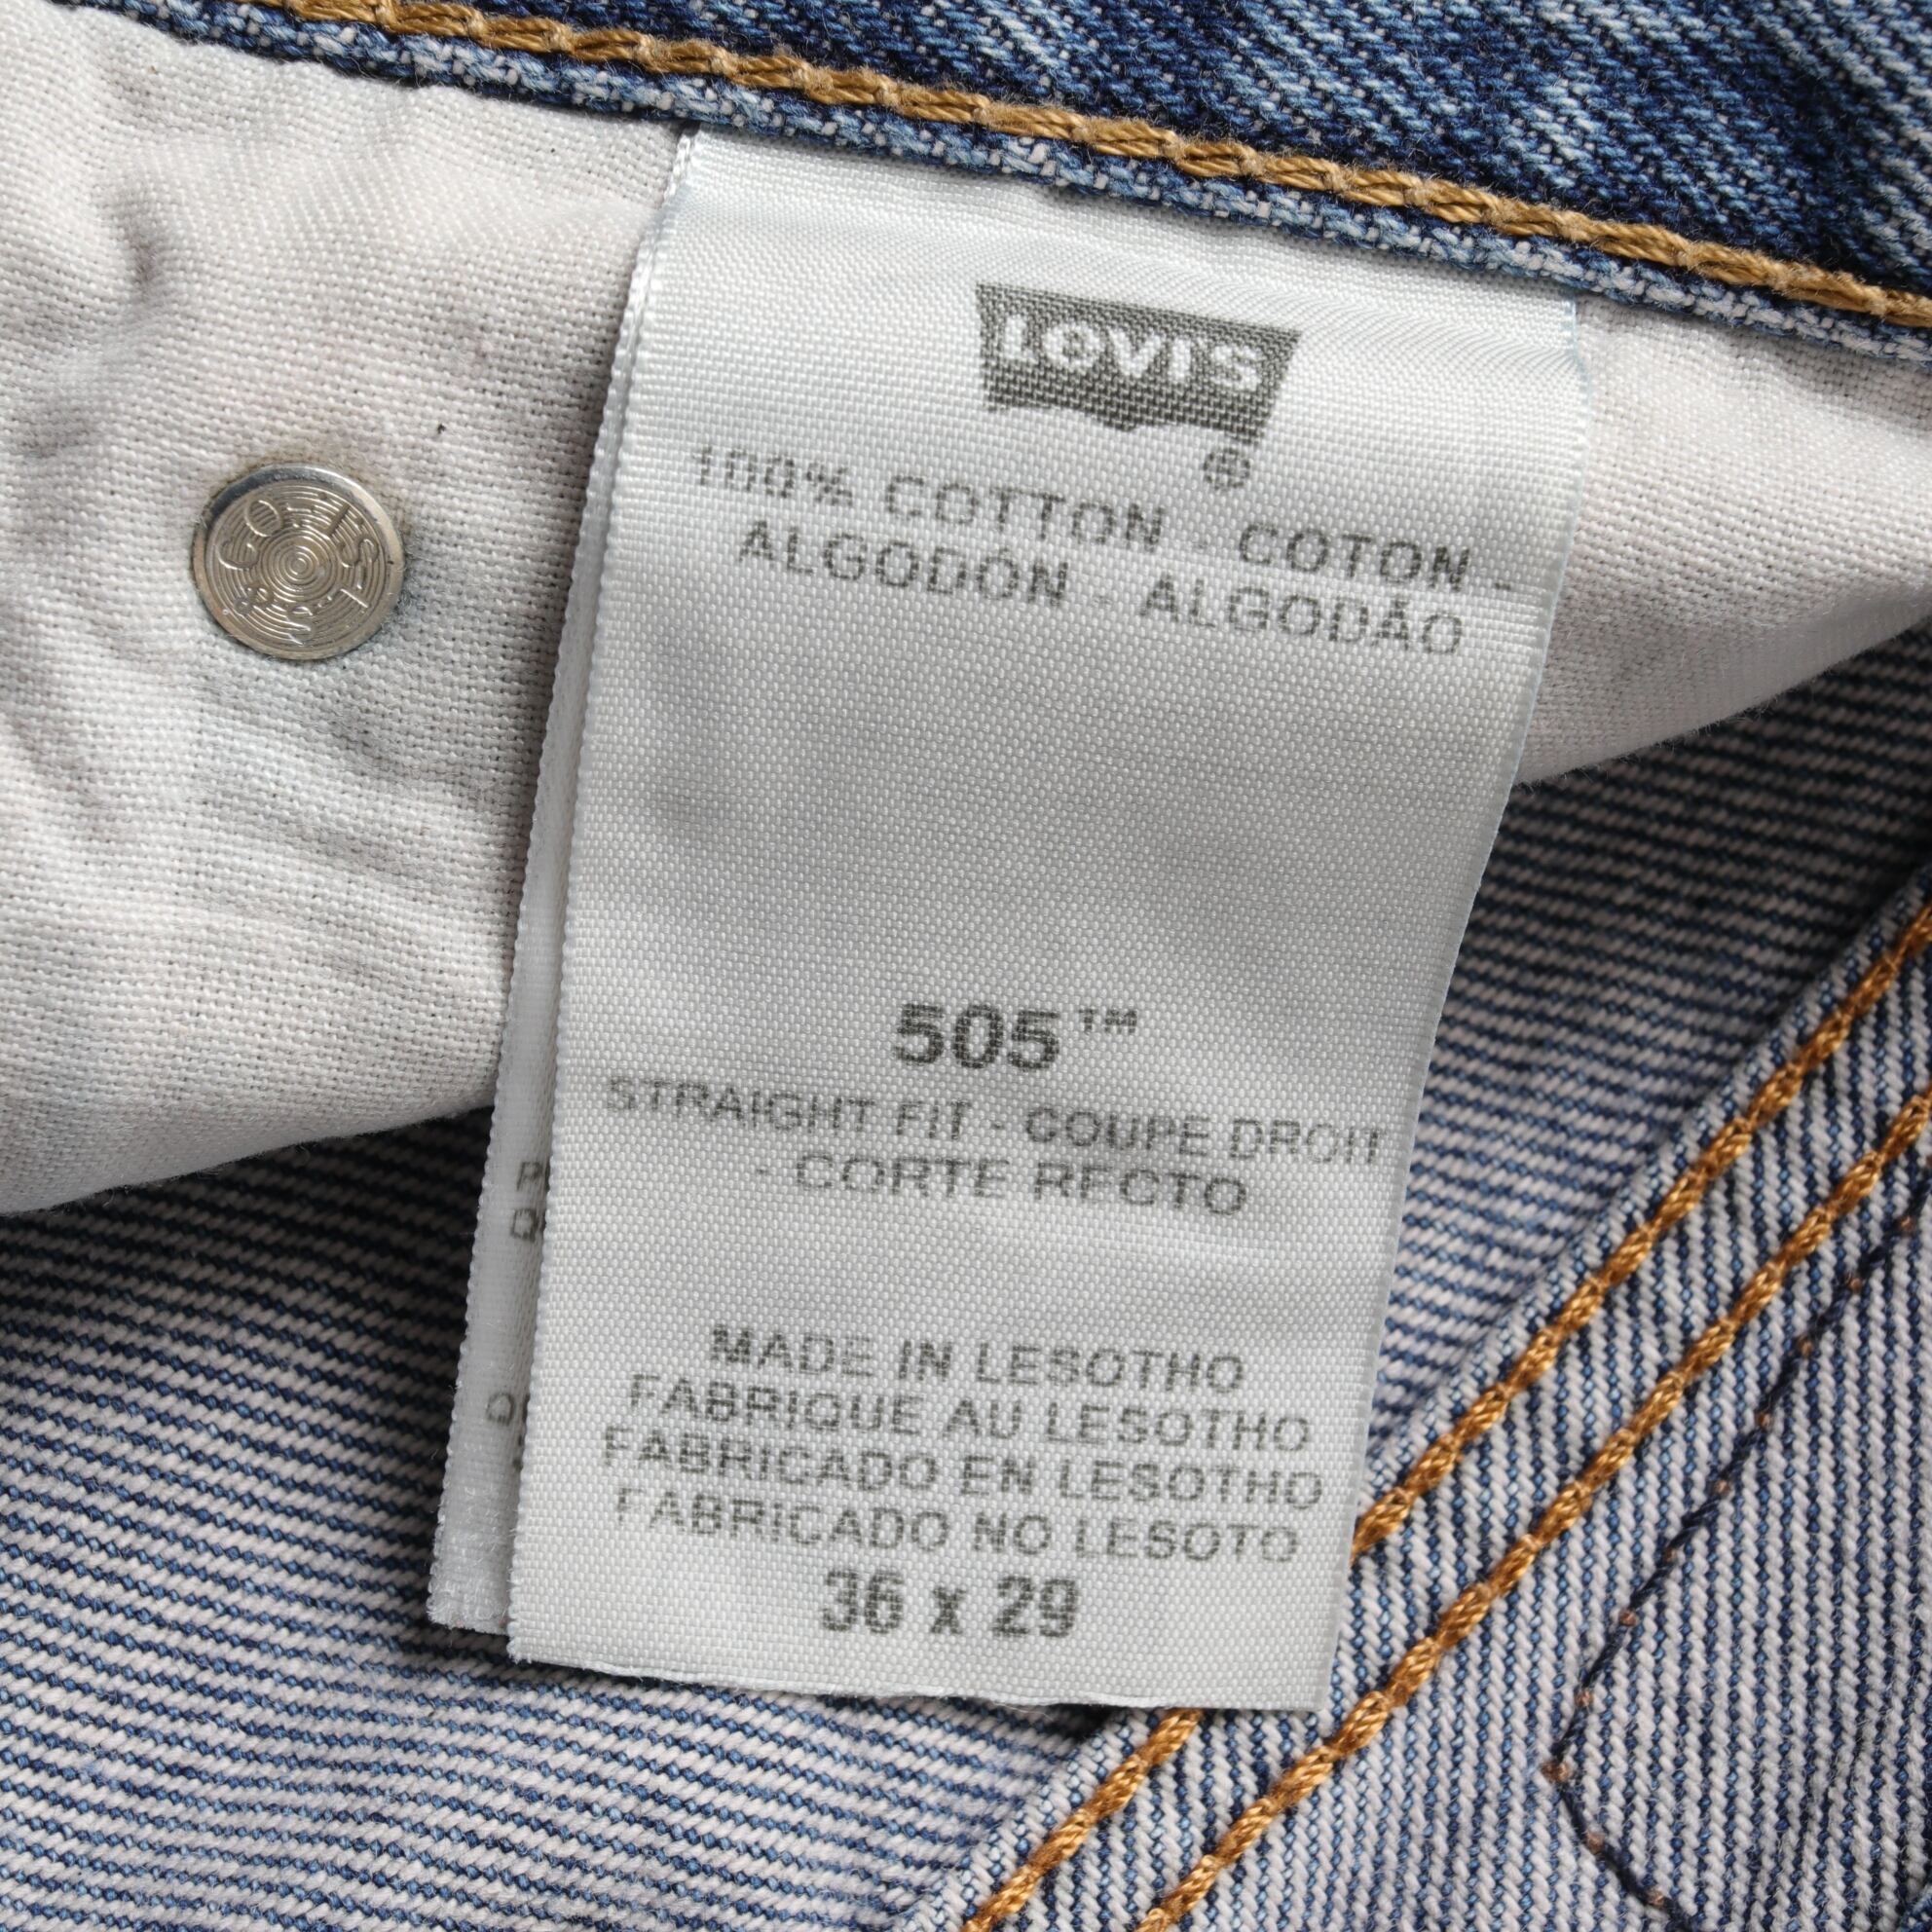 LOVI'S
®
100% COTTON - COTON -
ALGODÓN - ALGODÃO
505™
STRAIGHT FIT - COUPE DROIT
- CORTE RECTO
MADE IN LESOTHO
FABRIQUE AU LESOTHO
FABRICADO EN LESOTHO
FABRICADO NO LESOTO
36 x 29